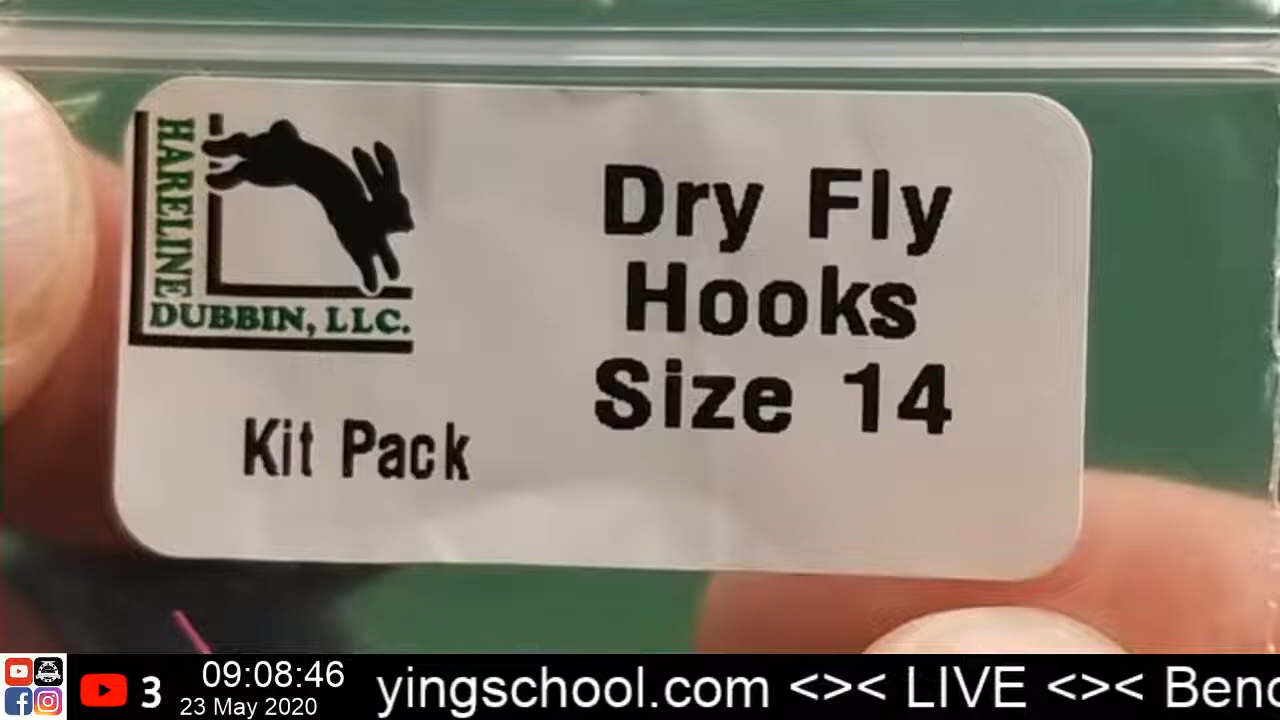 HARELINE
DUBBIN, LLC.
Kit Pack
Dry Fly
Hooks
Size 14
3
09:08:46
23 May 2020
yingschool.com <>< LIVE <>< Benc